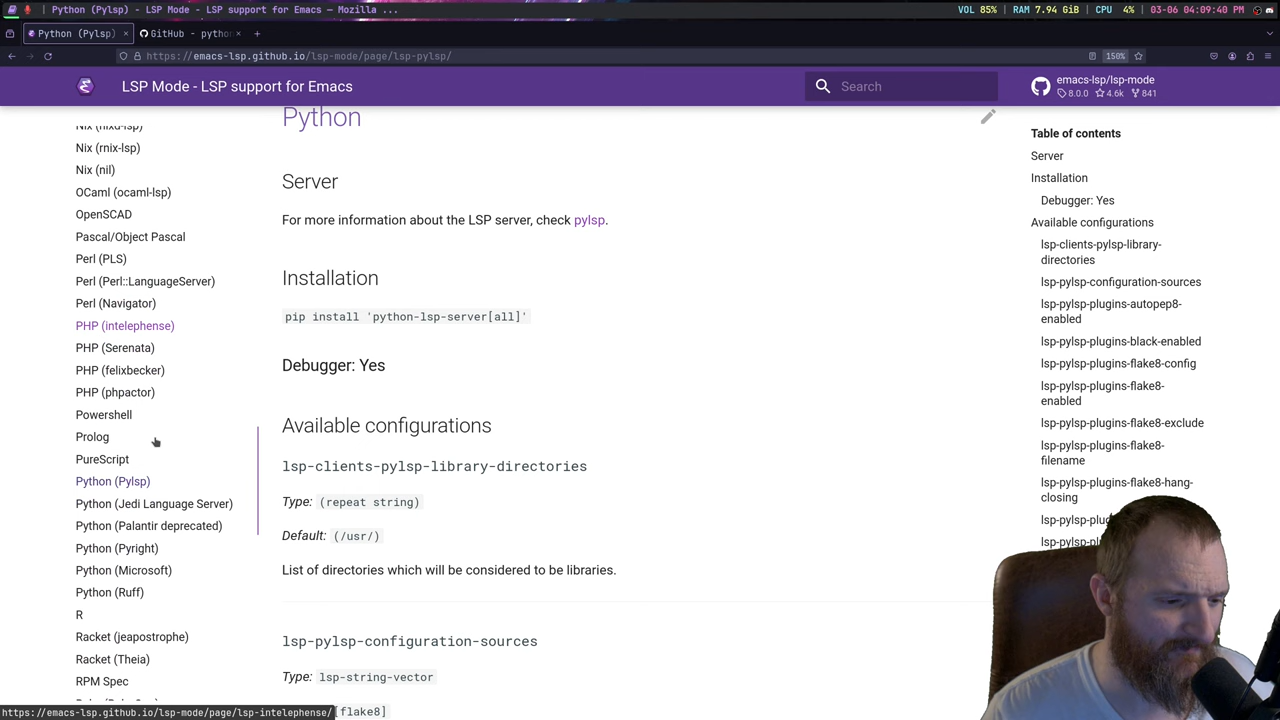 Python (Pylsp) - LSP Mode - LSP support for Emacs — Mozilla ...
VOL 85% | RAM 7.94 GiB | CPU 4% | 03-06 04:09:40 PM
Python (Pylsp) - LSP Mode ×
GitHub - python ×
+
https://emacs-lsp.github.io/lsp-mode/page/lsp-pylsp/
150%
LSP Mode - LSP support for Emacs
Search
emacs-lsp/lsp-mode
8.0.0 4.6k 841
Nix (nixd-lsp)
Nix (rnix-lsp)
Nix (nil)
OCaml (ocaml-lsp)
OpenSCAD
Pascal/Object Pascal
Perl (PLS)
Perl (Perl::LanguageServer)
Perl (Navigator)
PHP (intelephense)
PHP (Serenata)
PHP (felixbecker)
PHP (phpactor)
Powershell
Prolog
PureScript
Python (Pylsp)
Python (Jedi Language Server)
Python (Palantir deprecated)
Python (Pyright)
Python (Microsoft)
Python (Ruff)
R
Racket (jeapostrophe)
Racket (Theia)
RPM Spec
https://emacs-lsp.github.io/lsp-mode/page/lsp-intelephense/
Python
Server
For more information about the LSP server, check pylsp.
Installation
pip install 'python-lsp-server[all]'
Debugger: Yes
Available configurations
lsp-clients-pylsp-library-directories
Type: (repeat string)
Default: (/usr/)
List of directories which will be considered to be libraries.
lsp-pylsp-configuration-sources
Type: lsp-string-vector
[flake8]
Table of contents
Server
Installation
Debugger: Yes
Available configurations
lsp-clients-pylsp-library-
directories
lsp-pylsp-configuration-sources
lsp-pylsp-plugins-autopep8-
enabled
lsp-pylsp-plugins-black-enabled
lsp-pylsp-plugins-flake8-config
lsp-pylsp-plugins-flake8-
enabled
lsp-pylsp-plugins-flake8-exclude
lsp-pylsp-plugins-flake8-
filename
lsp-pylsp-plugins-flake8-hang-
closing